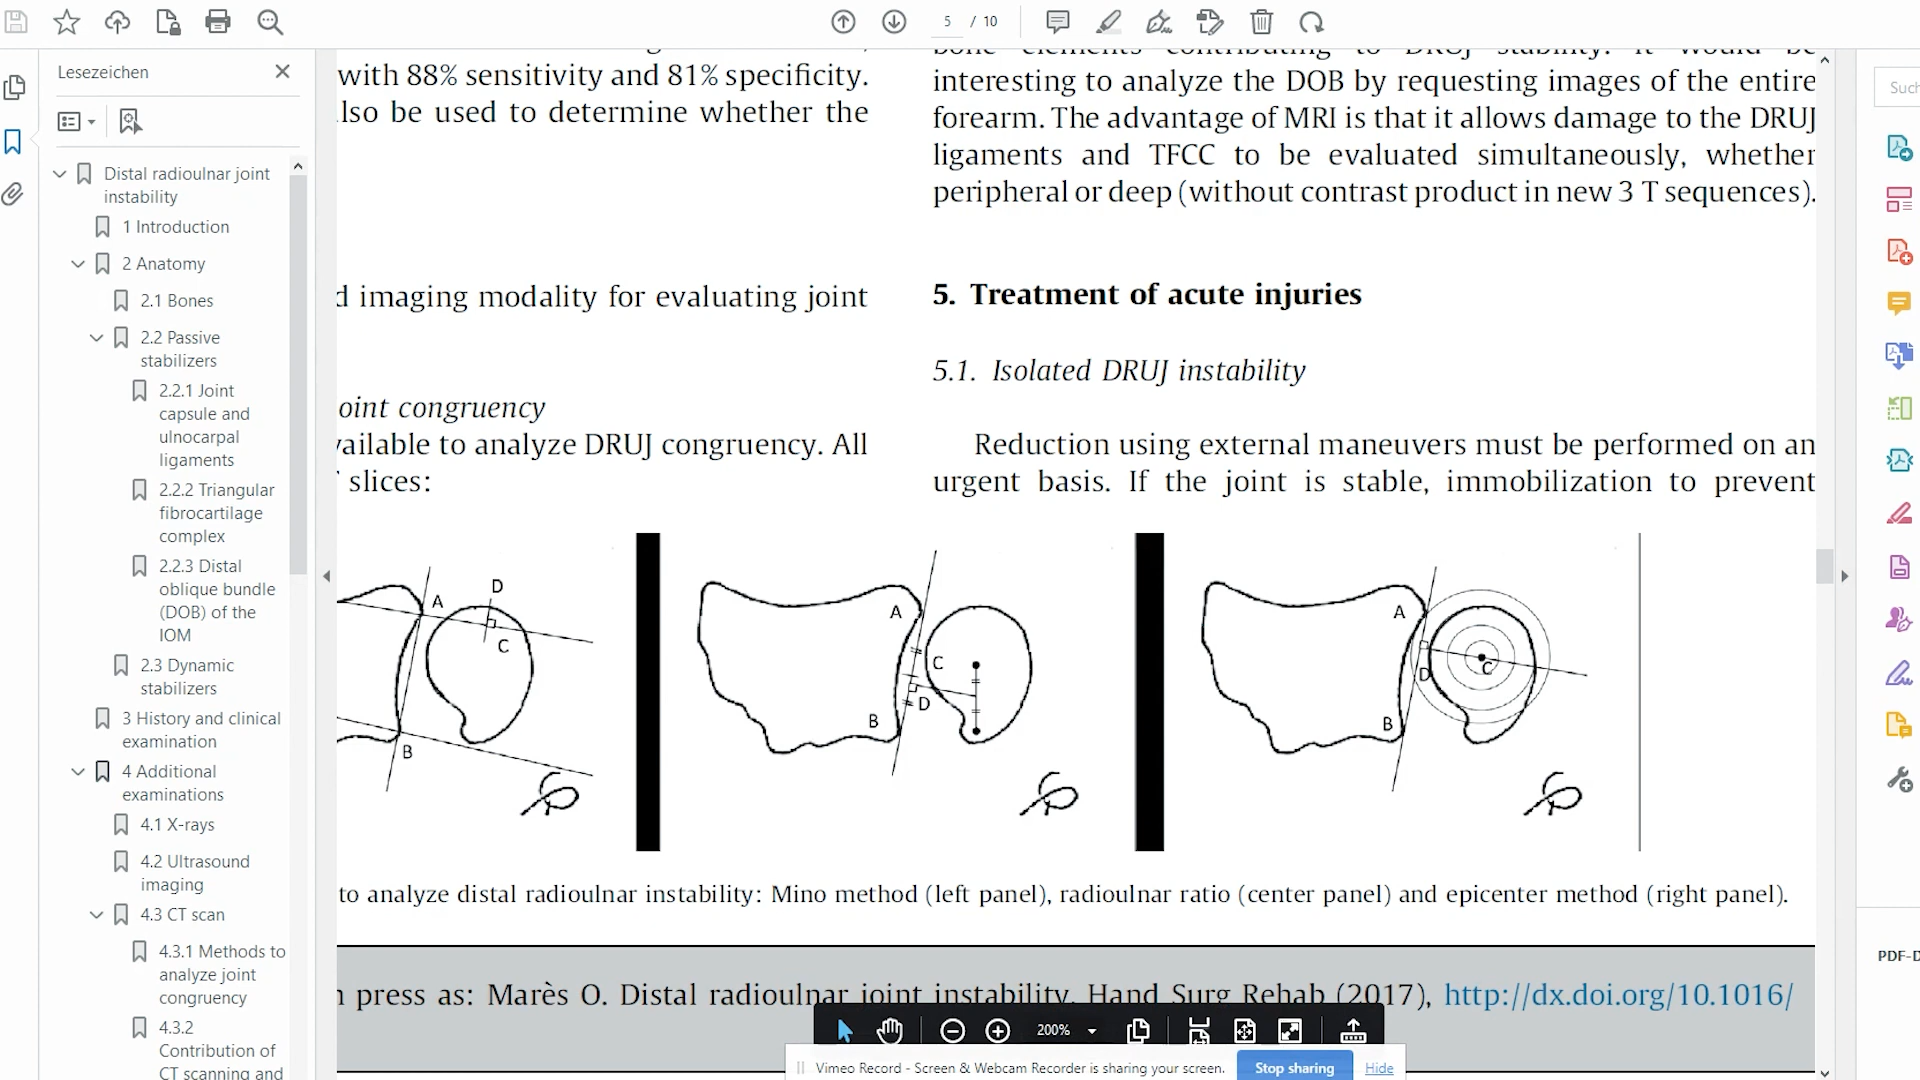 5 / 10
Lesezeichen
Such
Distal radioulnar joint
instability
1 Introduction
2 Anatomy
2.1 Bones
2.2 Passive
stabilizers
2.2.1 Joint
capsule and
ulnocarpal
ligaments
2.2.2 Triangular
fibrocartilage
complex
2.2.3 Distal
oblique bundle
(DOB) of the
IOM
2.3 Dynamic
stabilizers
3 History and clinical
examination
4 Additional
examinations
4.1 X-rays
4.2 Ultrasound
imaging
4.3 CT scan
4.3.1 Methods to
analyze joint
congruency
4.3.2
Contribution of
CT scanning and
with 88% sensitivity and 81% specificity.
lso be used to determine whether the
d imaging modality for evaluating joint
oint congruency
vailable to analyze DRUJ congruency. All
slices:
bone elements contributing to DRUJ stability. It would be
interesting to analyze the DOB by requesting images of the entire
forearm. The advantage of MRI is that it allows damage to the DRUJ
ligaments and TFCC to be evaluated simultaneously, whether
peripheral or deep (without contrast product in new 3 T sequences).
5. Treatment of acute injuries
5.1. Isolated DRUJ instability
Reduction using external maneuvers must be performed on an
urgent basis. If the joint is stable, immobilization to prevent
A D C B
A C D B
A C D B
to analyze distal radioulnar instability: Mino method (left panel), radioulnar ratio (center panel) and epicenter method (right panel).
press as: Marès O. Distal radioulnar joint instability. Hand Surg Rehab (2017), http://dx.doi.org/10.1016/
200%
Vimeo Record - Screen & Webcam Recorder is sharing your screen.
Stop sharing
Hide
PDF-D